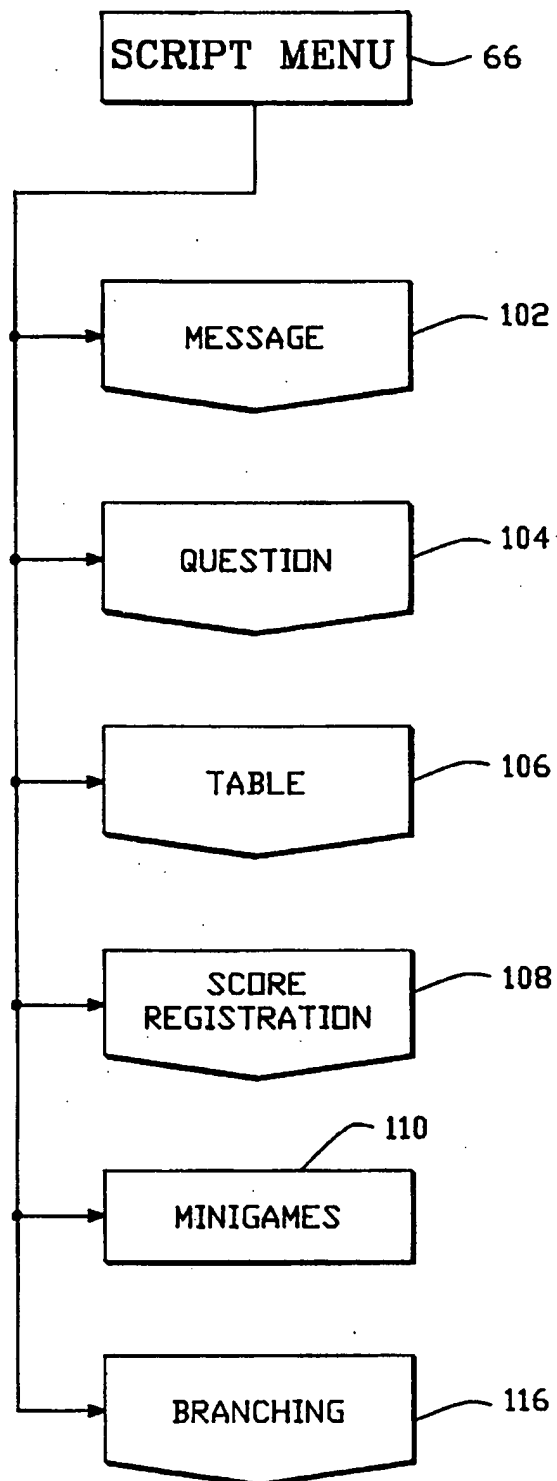 SCRIPT MENU 66
MESSAGE 102
QUESTION 104
TABLE 106
SCORE 108
REGISTRATION
110
MINIGAMES
BRANCHING 116